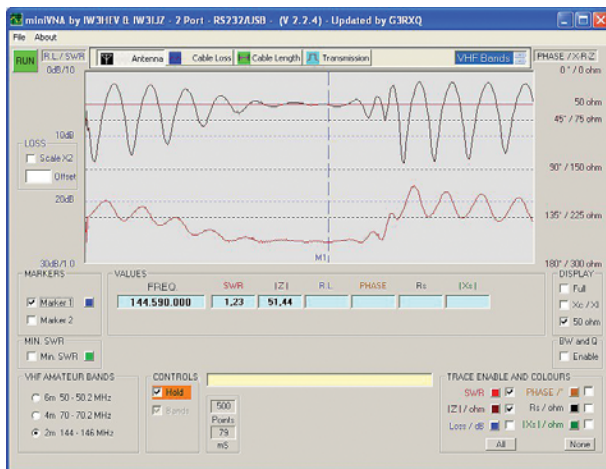 miniVNA by IW3HEV & IW3IJZ - 2 Port - RS232/USB - (V 2.2.4) - Updated by G3RXQ
File About
RUN
R.L / SWR
Antenna
Cable Loss
Cable Length
Transmission
VHF Bands
PHASE / X-R-Z
0dB/10
0° / 0 ohm
50 ohm
45° / 75 ohm
10dB
LOSS
Scale X2
Offset
90° / 150 ohm
20dB
135° / 225 ohm
30dB/1.0
M1
180° / 300 ohm
MARKERS
Marker 1
Marker 2
VALUES
FREQ. SWR |Z| R.L PHASE Rs |Xs|
144.590.000 1,23 51,44
DISPLAY
Full
Xc / Xl
50 ohm
MIN. SWR
Min. SWR
BW and Q
Enable
VHF AMATEUR BANDS
6m 50 - 50.2 MHz
4m 70 - 70.2 MHz
2m 144 - 146 MHz
CONTROLS
Hold
Bands
500
Points
79
mS
TRACE ENABLE AND COLOURS
SWR PHASE /°
|Z| / ohm Rs / ohm
Loss / dB |Xs| / ohm
All None